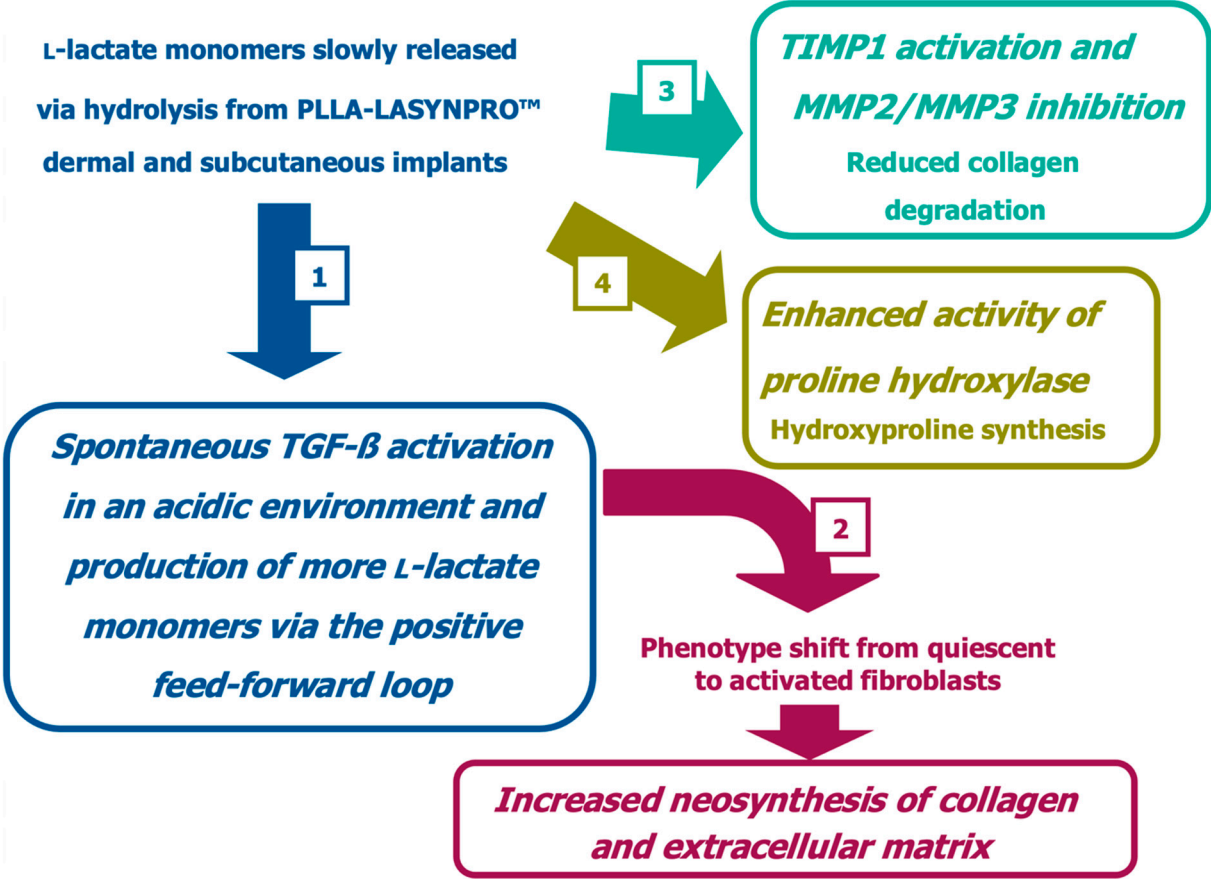 L-lactate monomers slowly released
via hydrolysis from PLLA-LASYNPRO™
dermal and subcutaneous implants
3
TIMP1 activation and
MMP2/MMP3 inhibition
Reduced collagen
degradation
1
4
Enhanced activity of
proline hydroxylase
Hydroxyproline synthesis
Spontaneous TGF-ß activation
in an acidic environment and
production of more L-lactate
monomers via the positive
feed-forward loop
2
Phenotype shift from quiescent
to activated fibroblasts
Increased neosynthesis of collagen
and extracellular matrix